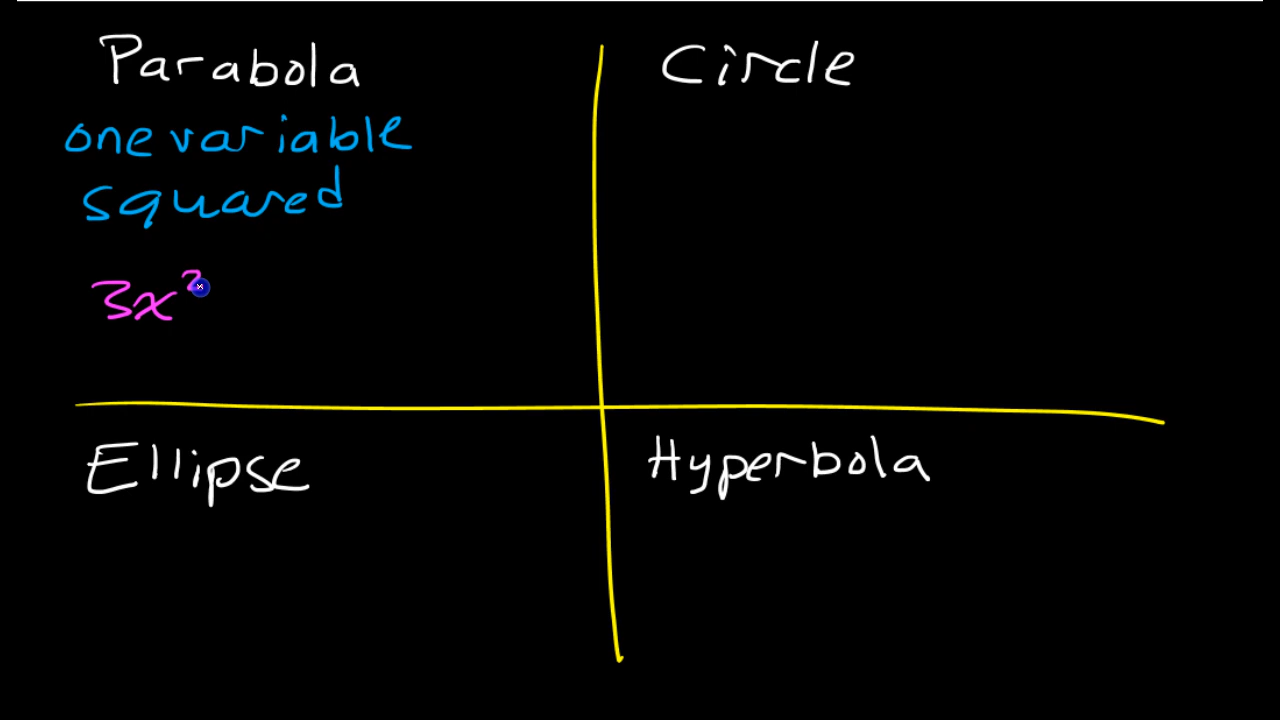 Parabola
one variable
squared
3x²
Circle
Ellipse
Hyperbola